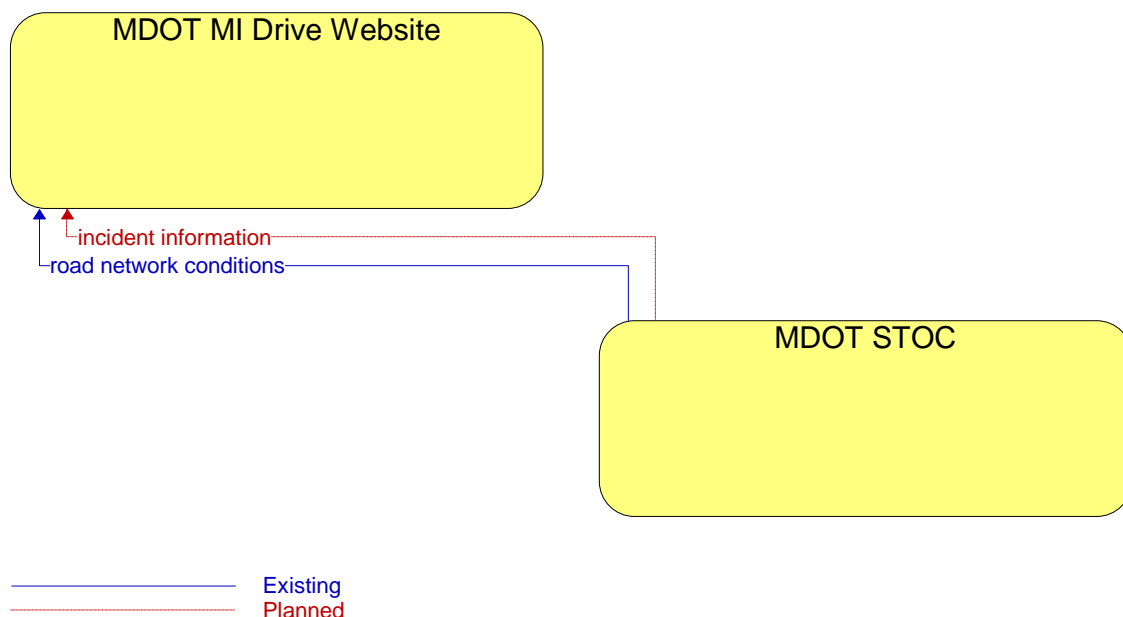 MDOT MI Drive Website
incident information
road network conditions
MDOT STOC
Existing
Planned